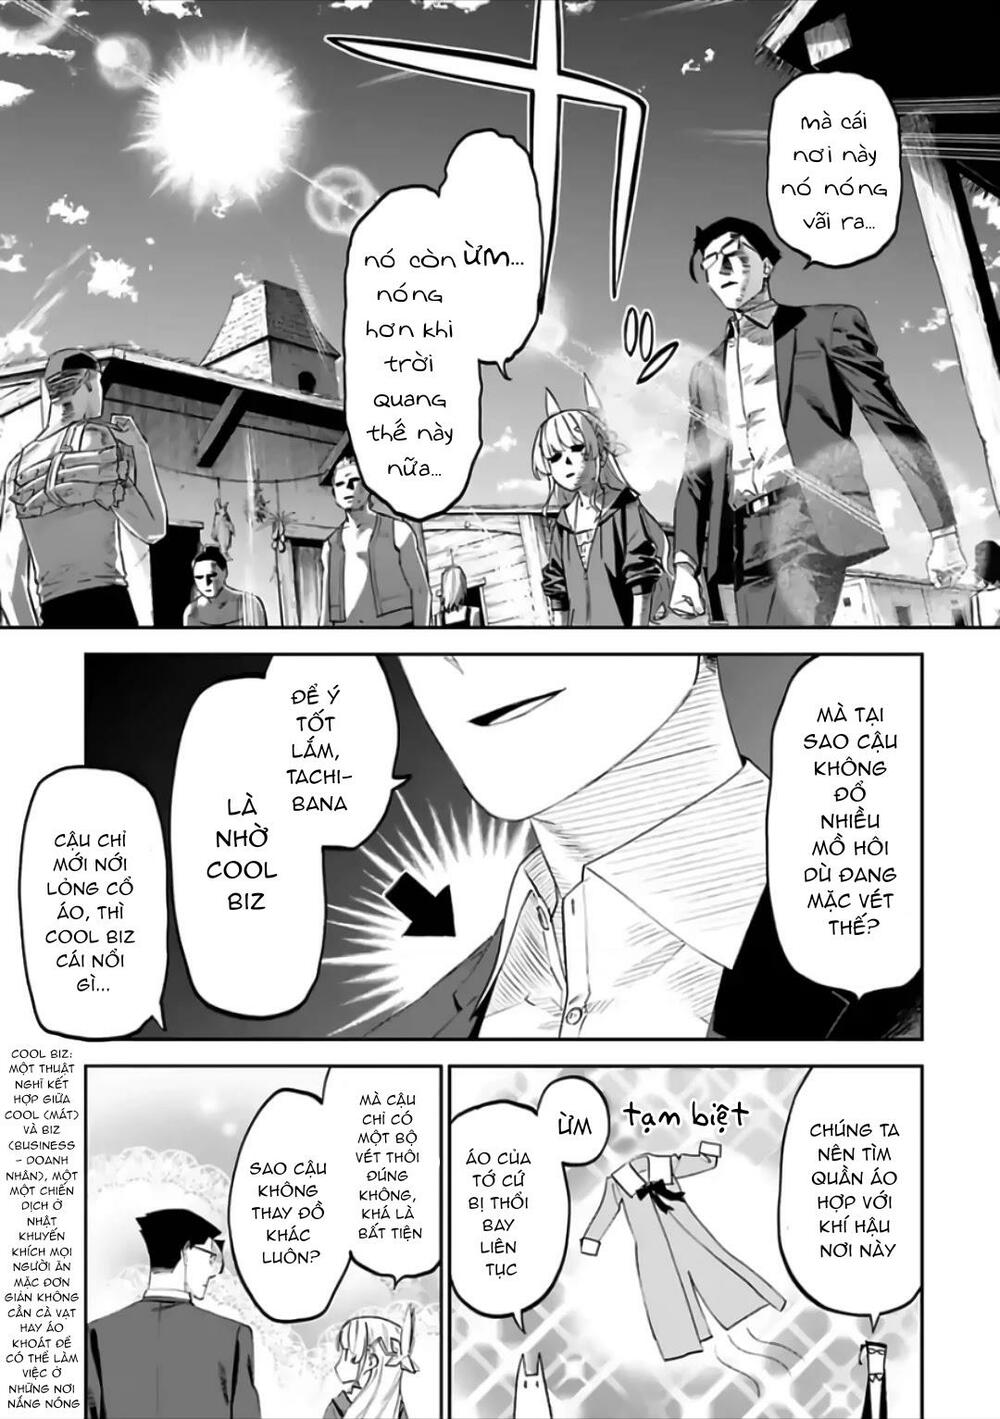 mà cái
nơi này
nó nóng
vãi ra...
ừm...
nó còn
nóng
hơn khi
trời
quang
thế này
nữa...
MÀ TẠI
SAO CẬU
KHÔNG
ĐỔ
NHIỀU
MỒ HÔI
DÙ ĐANG
MẶC VÉT
THẾ?
ĐỂ Ý
TỐT
LẮM,
TACHI-
BANA
LÀ
NHỜ
COOL
BIZ
CẬU CHỈ
MỚI NỚI
LỎNG CỔ
ÁO, THÌ
COOL BIZ
CÁI NỔI
GÌ...
CHÚNG TA
NÊN TÌM
QUẦN ÁO
HỢP VỚI
KHÍ HẬU
NƠI NÀY
tạm biệt
ỪM
ÁO CỦA
TỚ CỨ
BỊ THỔI
BAY
LIÊN
TỤC
MÀ CẬU
CHỈ CÓ
MỘT BỘ
VÉT THÔI
ĐÚNG
KHÔNG,
KHÁ LÀ
BẤT TIỆN
SAO CẬU
KHÔNG
THAY ĐỒ
KHÁC
LUÔN?
COOL BIZ:
MỘT THUẬT
NGHĨ KẾT
HỢP GIỮA
COOL (MÁT)
VÀ BIZ
(BUSINESS
- DOANH
NHÂN), MỘT
MỘT CHIẾN
DỊCH Ở
NHẬT
KHUYẾN
KHÍCH MỌI
NGƯỜI ĂN
MẶC ĐƠN
GIẢN KHÔNG
CẦN CÀ VẠT
HAY ÁO
KHOÁT ĐỂ
CÓ THỂ LÀM
VIỆC Ở
NHỮNG NƠI
NẮNG NÓNG